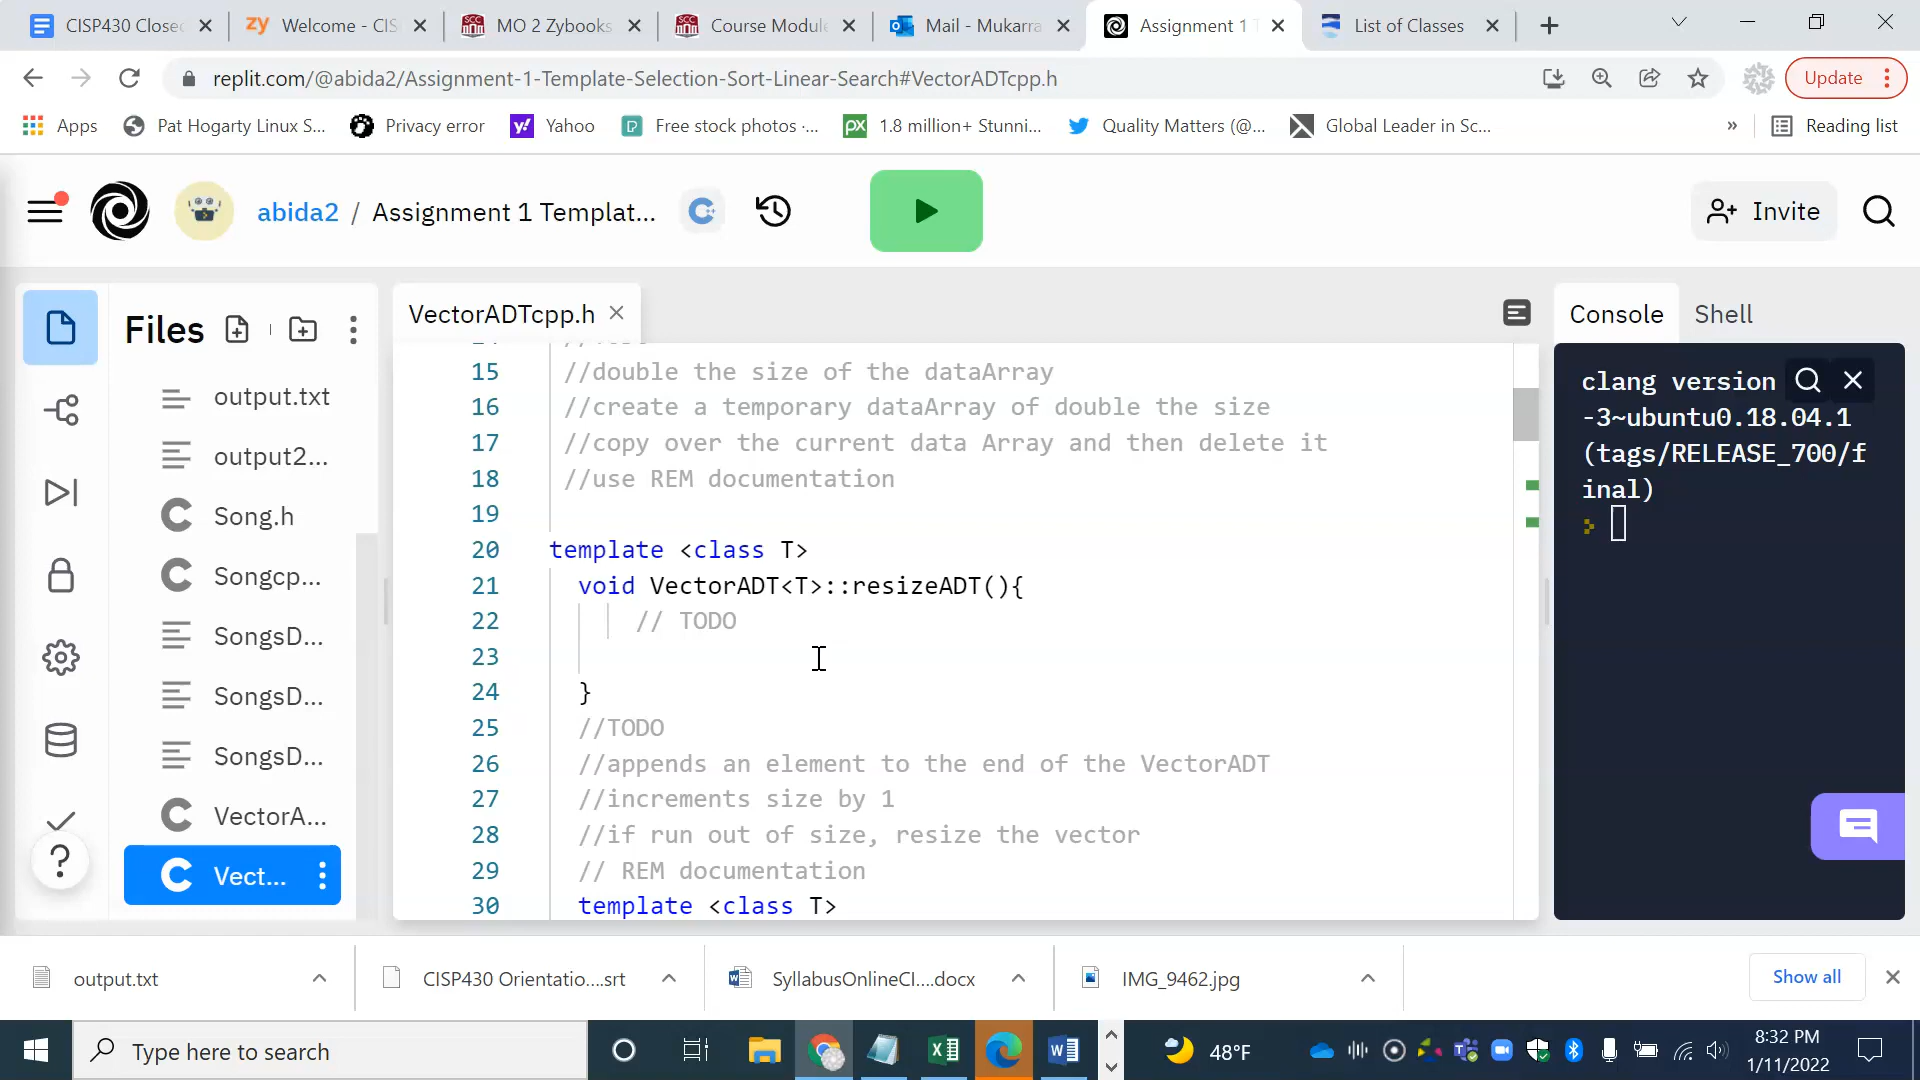 CISP430 Closec
Welcome - CIS
MO 2 Zybooks
Course Module
Mail - Mukarra
Assignment 1 T
List of Classes
replit.com/@abida2/Assignment-1-Template-Selection-Sort-Linear-Search#VectorADTcpp.h
Update
Apps
Pat Hogarty Linux S...
Privacy error
Yahoo
Free stock photos ·...
1.8 million+ Stunni...
Quality Matters (@...
Global Leader in Sc...
»
Reading list
abida2 / Assignment 1 Templat...
Invite
Files
output.txt
output2...
Song.h
Songcp...
SongsD...
SongsD...
SongsD...
VectorA...
Vect...
VectorADTcpp.h
15 //double the size of the dataArray
16 //create a temporary dataArray of double the size
17 //copy over the current data Array and then delete it
18 //use REM documentation
19
20 template <class T>
21 void VectorADT<T>::resizeADT(){
22 // TODO
23
24 }
25 //TODO
26 //appends an element to the end of the VectorADT
27 //increments size by 1
28 //if run out of size, resize the vector
29 // REM documentation
30 template <class T>
Console
Shell
clang version
-3~ubuntu0.18.04.1
(tags/RELEASE_700/f
inal)
output.txt
CISP430 Orientatio....srt
SyllabusOnlineCI....docx
IMG_9462.jpg
Show all
Type here to search
48°F
8:32 PM
1/11/2022